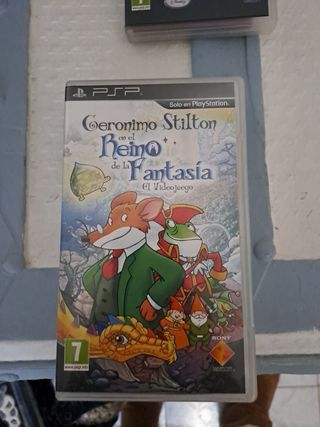 PSP
Solo en PlayStation.
Geronimo Stilton
en el
Reino
de la
Fantasía
El Videojuego
7
www.pegi.info
SONY